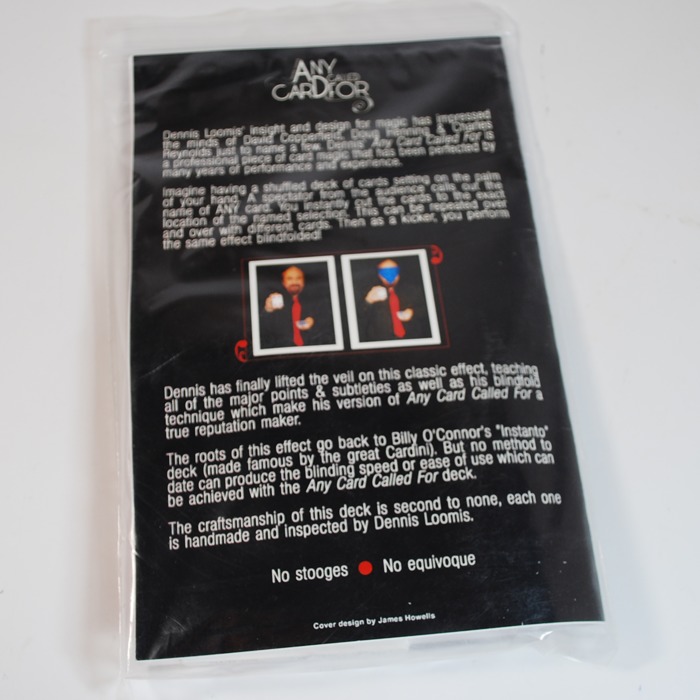 ANY
CALLED
CARDFOR
Dennis Loomis' insight and design for magic has impressed
the minds of David Copperfield, Doug Henning & Charles
Reynolds just to name a few. Dennis' Any Card Called For is
a professional piece of card magic that has been perfected by
many years of performance and experience.
Imagine having a shuffled deck of cards setting on the palm
of your hand. A spectator from the audience calls out the
name of ANY card. You instantly cut the cards to the exact
location of the named selection. This can be repeated over
and over with different cards. Then as a kicker, you perform
the same effect blindfolded!
Dennis has finally lifted the veil on this classic effect, teaching
all of the major points & subtleties as well as his blindfold
technique which make his version of Any Card Called For a
true reputation maker.
The roots of this effect go back to Billy O'Connor's "Instanto"
deck (made famous by the great Cardini). But no method to
date can produce the blinding speed or ease of use which can
be achieved with the Any Card Called For deck.
The craftsmanship of this deck is second to none, each one
is handmade and inspected by Dennis Loomis.
No stooges ● No equivoque
Cover design by James Howells